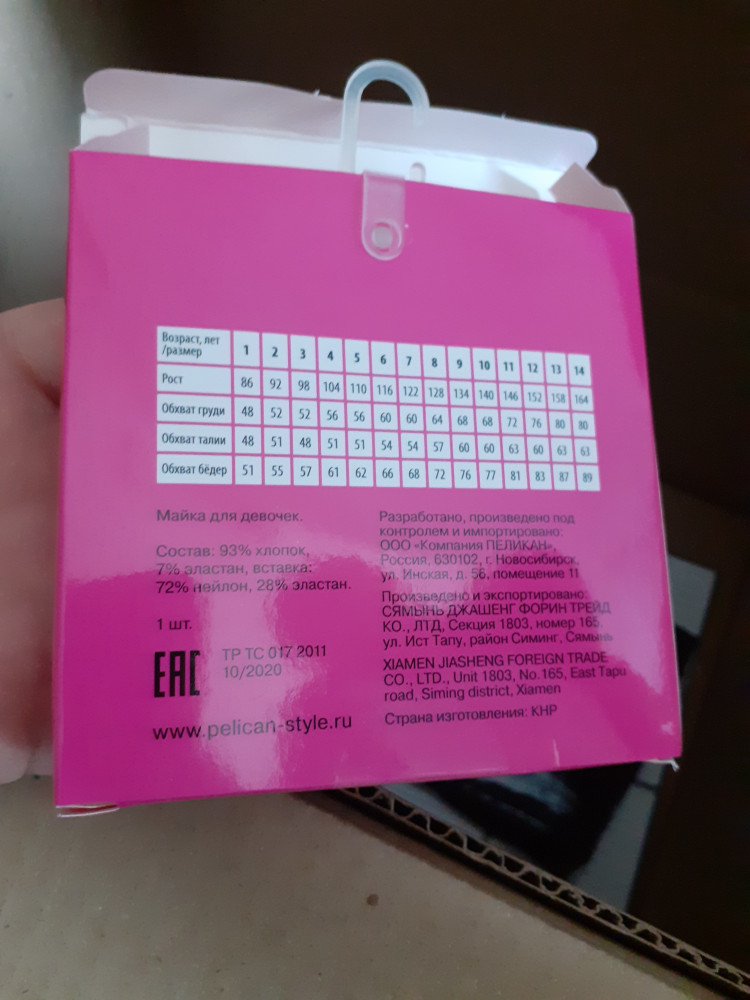 Возраст, лет /размер 1 2 3 4 5 6 7 8 9 10 11 12 13 14
Рост 86 92 98 104 110 116 122 128 134 140 146 152 158 164
Обхват груди 48 52 52 56 56 60 60 64 68 68 72 76 80 80
Обхват талии 48 51 48 51 51 54 54 57 60 60 63 60 63 63
Обхват бёдер 51 55 57 61 62 66 68 72 76 77 81 83 87 89
Майка для девочек.
Состав: 93% хлопок,
7% эластан, вставка:
72% нейлон, 28% эластан.
1 шт.
EAC
ТР ТС 017 2011
10/2020
www.pelican-style.ru
Разработано, произведено под
контролем и импортировано:
ООО «Компания ПЕЛИКАН»,
Россия, 630102, г. Новосибирск,
ул. Инская, д. 56, помещение 11
Произведено и экспортировано:
СЯМЫНЬ ДЖАШЕНГ ФОРИН ТРЕЙД
КО., ЛТД, Секция 1803, номер 165,
ул. Ист Тапу, район Симинг, Сямынь
XIAMEN JIASHENG FOREIGN TRADE
CO., LTD., Unit 1803, No.165, East Tapu
road, Siming district, Xiamen
Страна изготовления: КНР